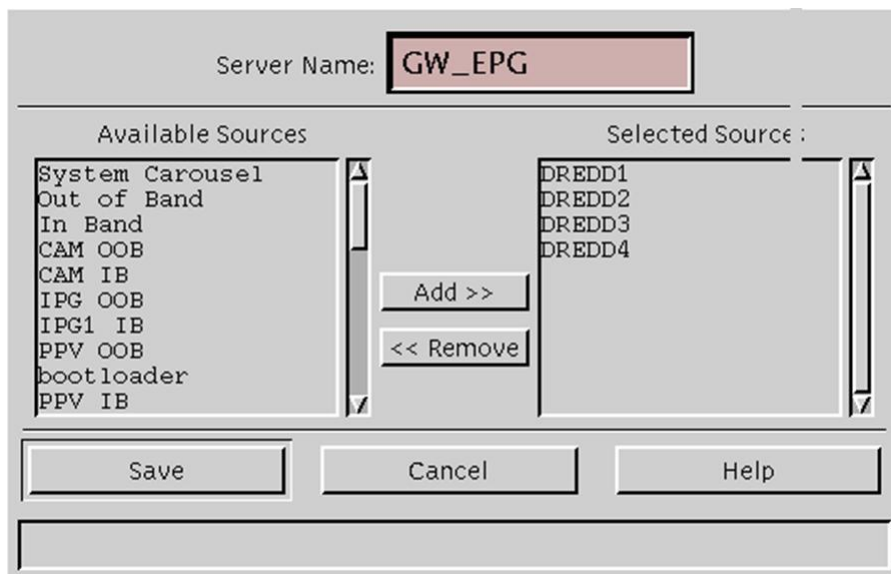 Server Name: GW_EPG
Available Sources
System Carousel
Out of Band
In Band
CAM OOB
CAM IB
IPG OOB
IPG1 IB
PPV OOB
bootloader
PPV IB
Add >>
<< Remove
Selected Source
DREDD1
DREDD2
DREDD3
DREDD4
Save
Cancel
Help